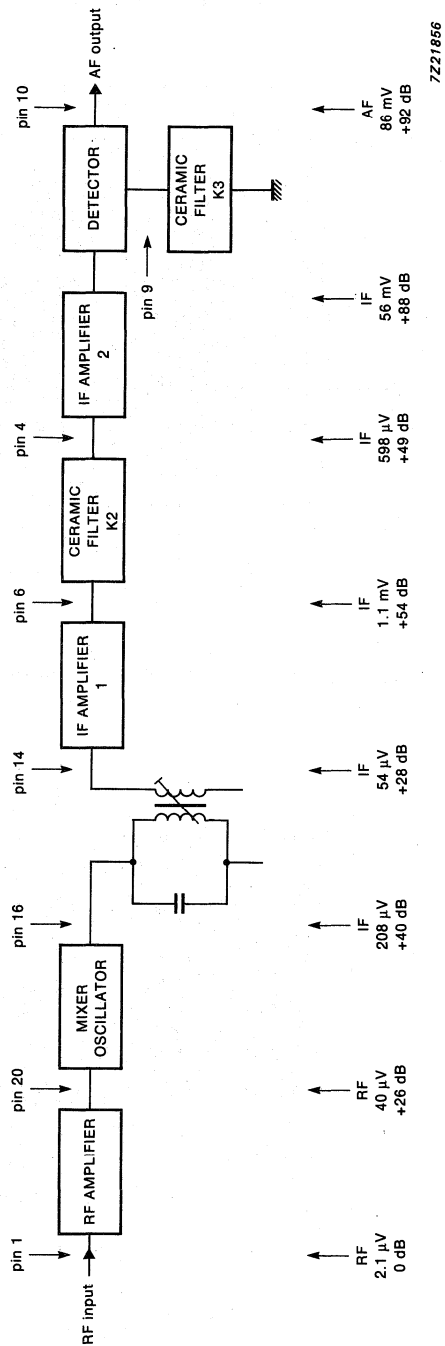 RF input
pin 1
RF AMPLIFIER
pin 20
MIXER
OSCILLATOR
pin 16
pin 14
IF AMPLIFIER
1
pin 6
CERAMIC
FILTER
K2
pin 4
IF AMPLIFIER
2
DETECTOR
pin 10
AF output
pin 9
CERAMIC
FILTER
K3
RF
2.1 µV
0 dB
RF
40 µV
+26 dB
IF
208 µV
+40 dB
IF
54 µV
+28 dB
IF
1.1 mV
+54 dB
IF
598 µV
+49 dB
IF
56 mV
+88 dB
AF
86 mV
+92 dB
7Z21856